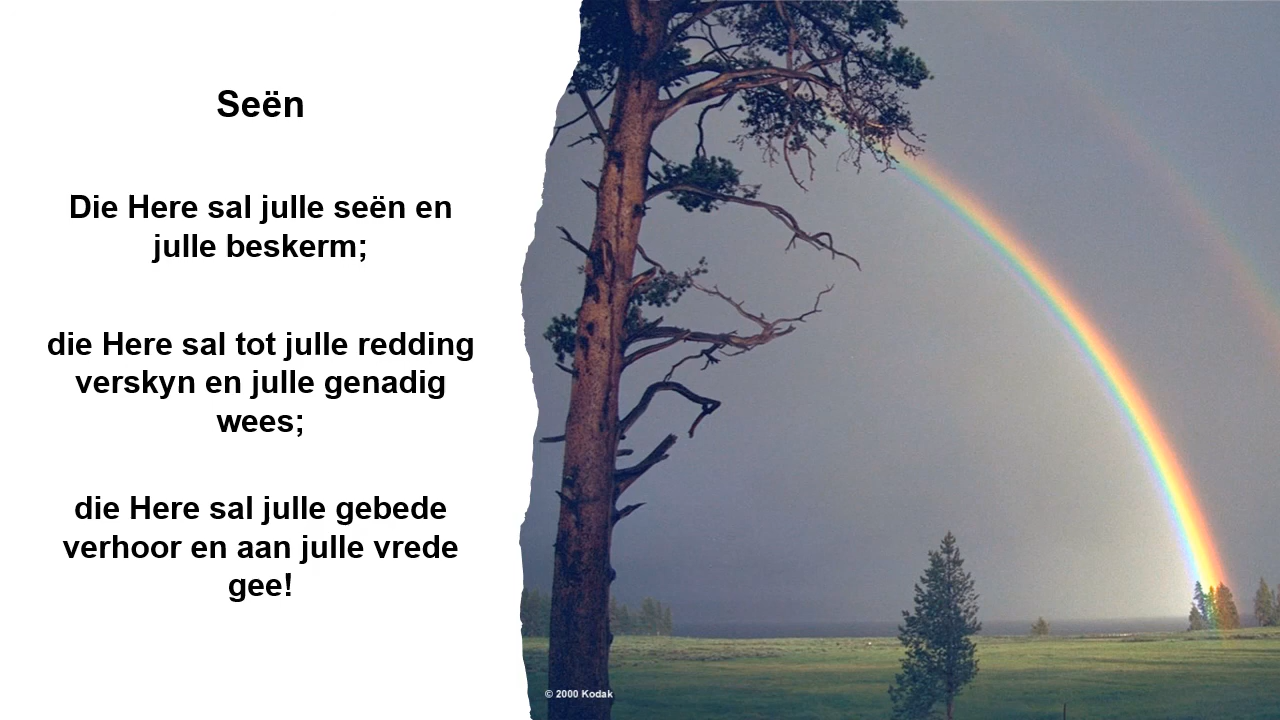 Seën
Die Here sal julle seën en
julle beskerm;
die Here sal tot julle redding
verskyn en julle genadig
wees;
die Here sal julle gebede
verhoor en aan julle vrede
gee!
© 2000 Kodak